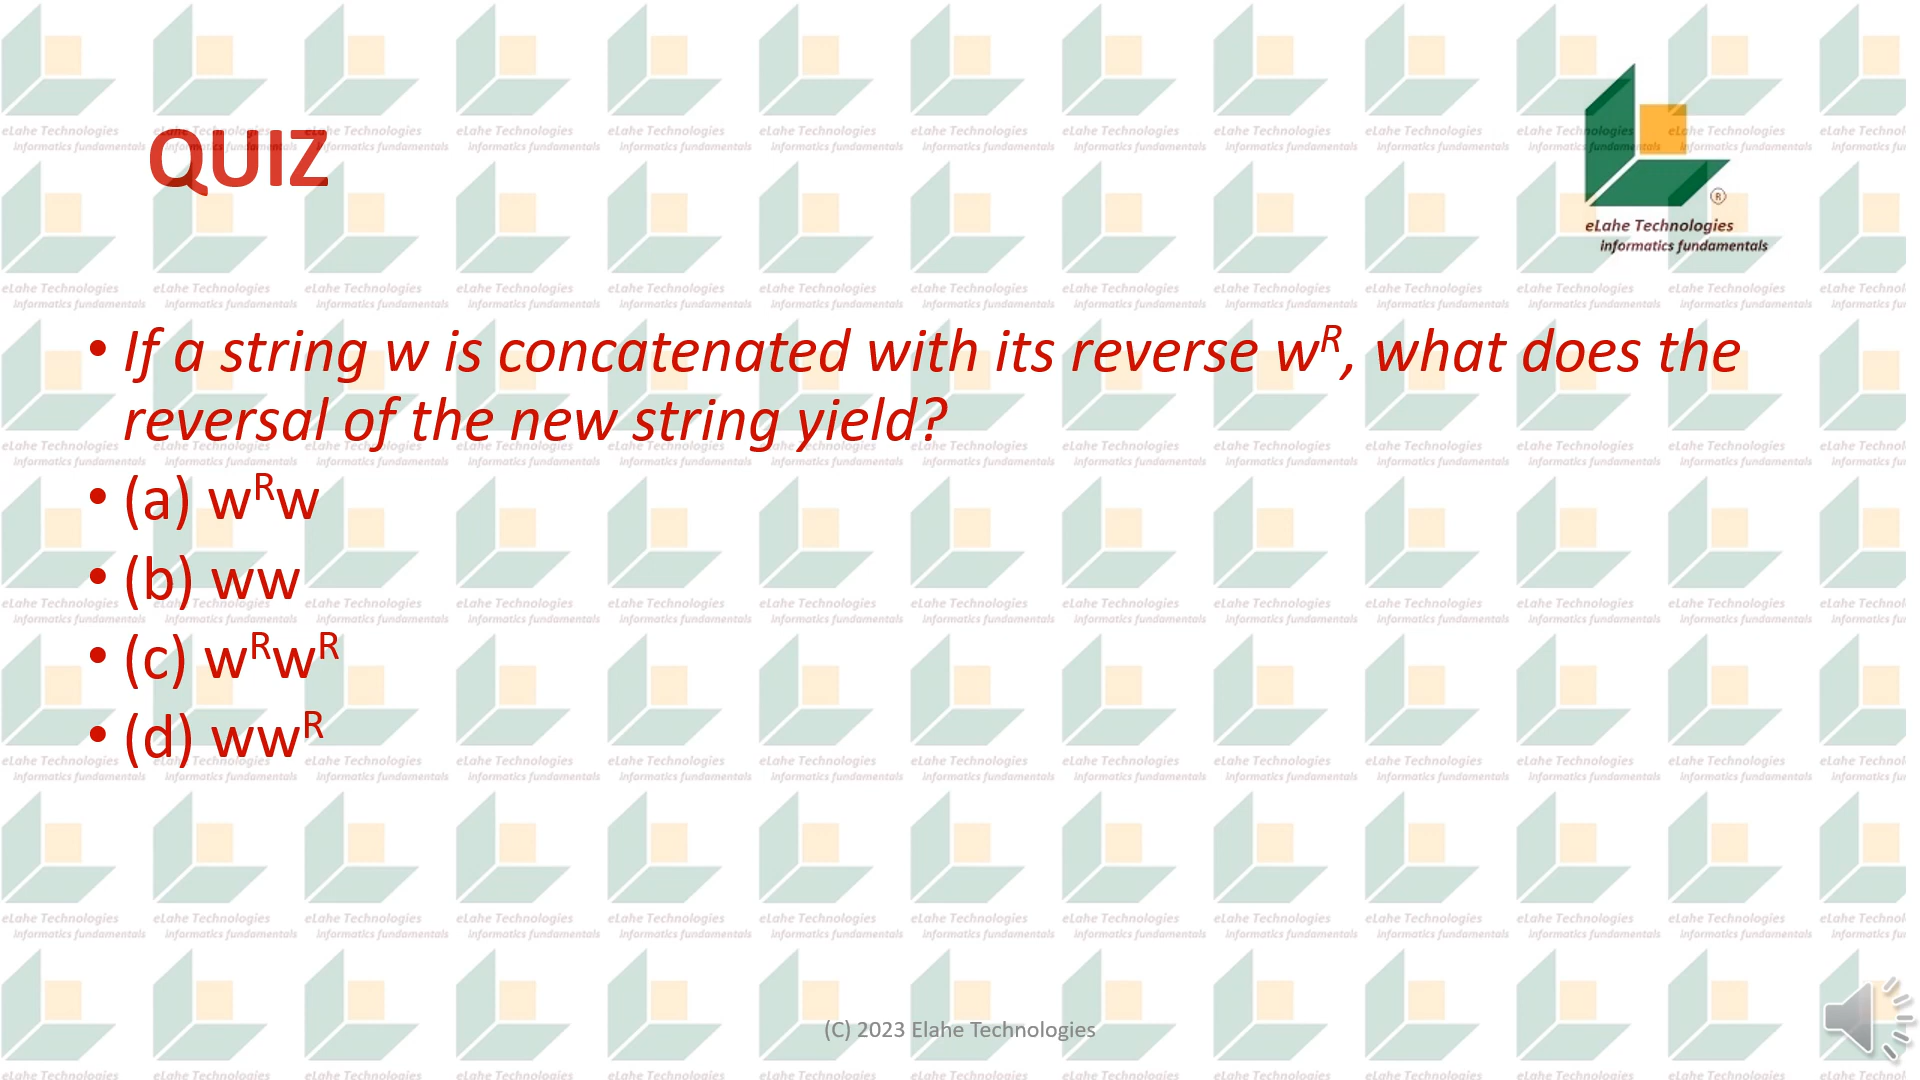 QUIZ
eLahe Technologies
informatics fundamentals
• If a string w is concatenated with its reverse wᴿ, what does the
reversal of the new string yield?
• (a) wᴿw
• (b) ww
• (c) wᴿwᴿ
• (d) wwᴿ
(C) 2023 Elahe Technologies